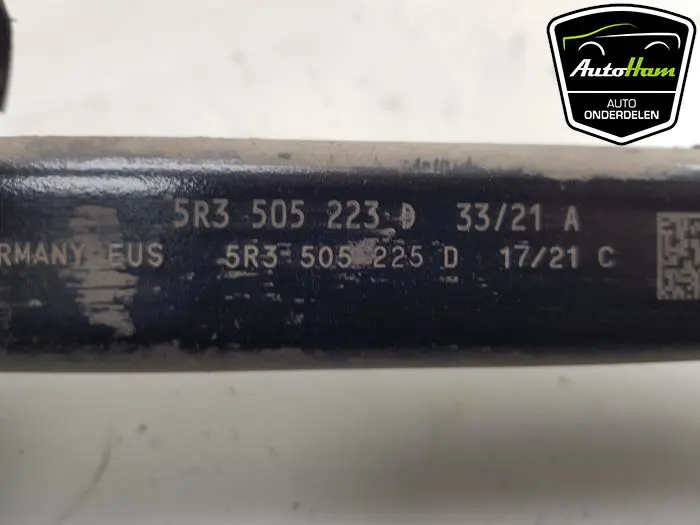 AutoHam
AUTO
ONDERDELEN
5R3 505 223 D 33/21 A
RMANY EUS 5R3 505 225 D 17/21 C